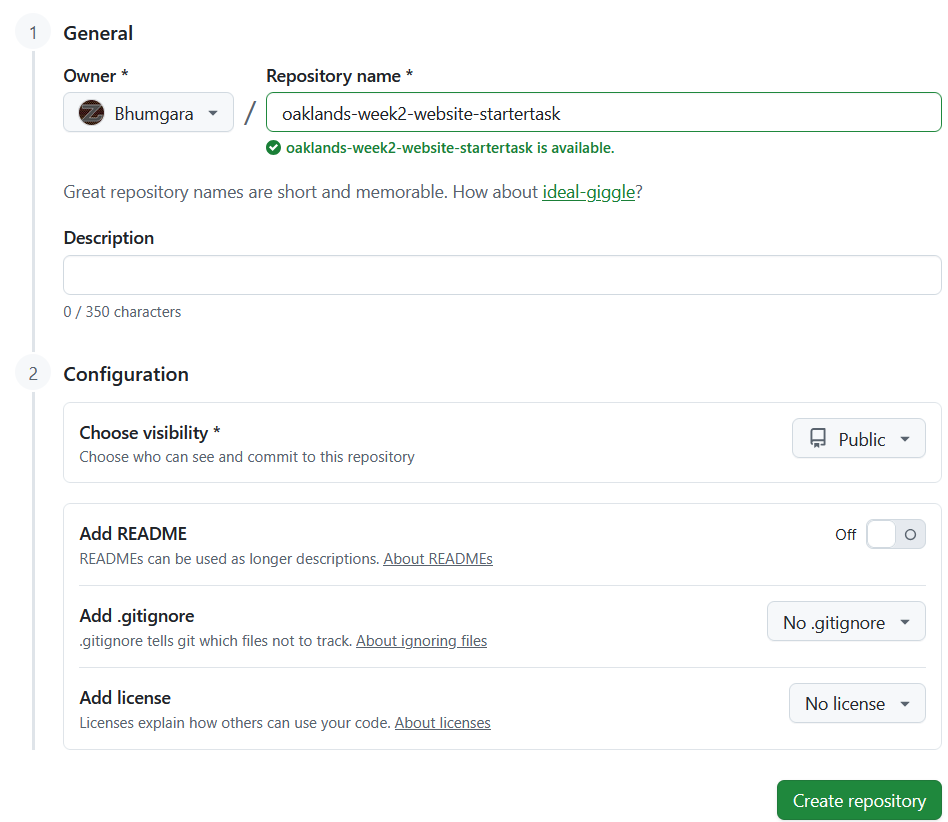 1 General
Owner * Repository name *
Bhumgara / oaklands-week2-website-startertask
oaklands-week2-website-startertask is available.
Great repository names are short and memorable. How about ideal-giggle?
Description
0 / 350 characters
2 Configuration
Choose visibility *
Choose who can see and commit to this repository
Public
Add README
READMEs can be used as longer descriptions. About READMEs
Off
Add .gitignore
.gitignore tells git which files not to track. About ignoring files
No .gitignore
Add license
Licenses explain how others can use your code. About licenses
No license
Create repository